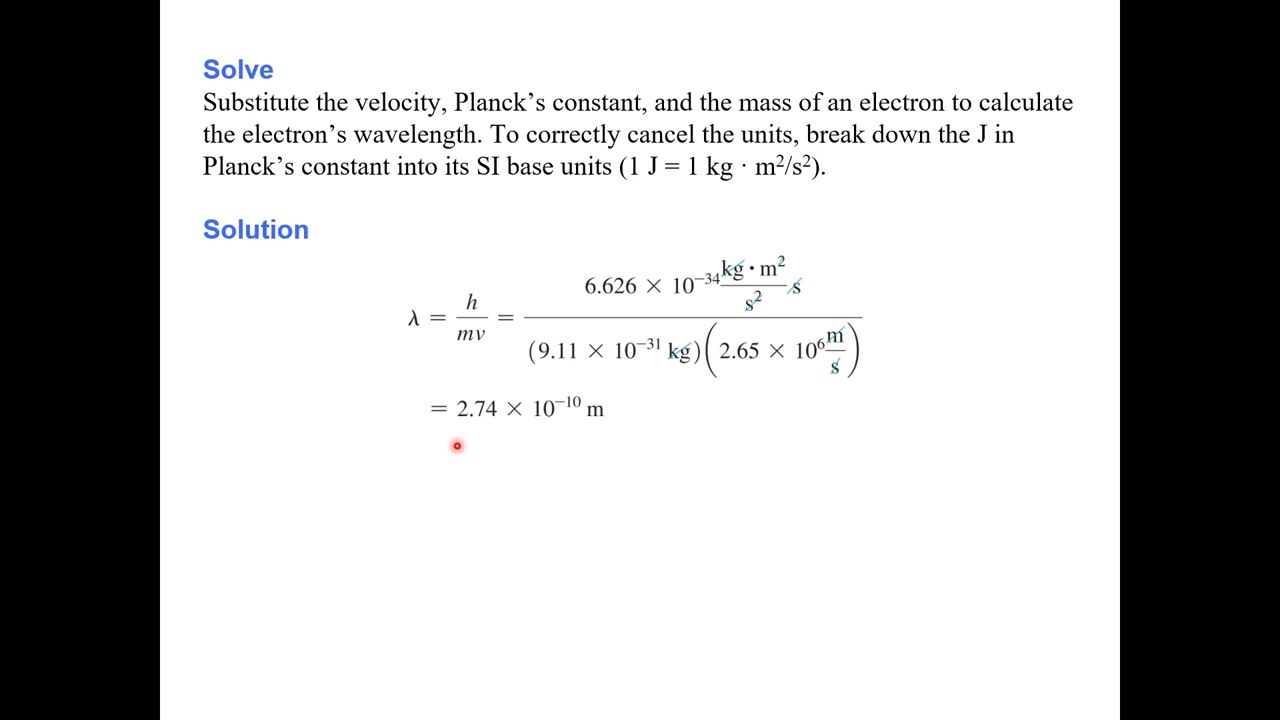 Solve
Substitute the velocity, Planck’s constant, and the mass of an electron to calculate
the electron’s wavelength. To correctly cancel the units, break down the J in
Planck’s constant into its SI base units (1 J = 1 kg · m²/s²).
Solution
λ = h/mv = (6.626 × 10⁻³⁴ (kg • m²/s²) s) / ((9.11 × 10⁻³¹ kg)(2.65 × 10⁶ m/s))
= 2.74 × 10⁻¹⁰ m